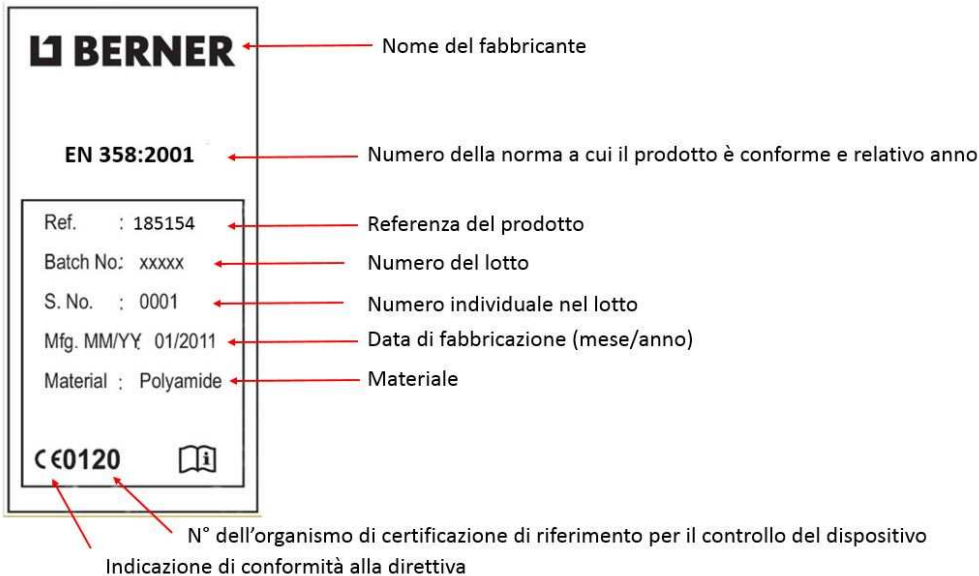 BERNER Nome del fabbricante
EN 358:2001 Numero della norma a cui il prodotto è conforme e relativo anno
Ref. : 185154 Referenza del prodotto
Batch No.: xxxxx Numero del lotto
S. No. : 0001 Numero individuale nel lotto
Mfg. MM/YY: 01/2011 Data di fabbricazione (mese/anno)
Material : Polyamide Materiale
CE0120 i
N° dell’organismo di certificazione di riferimento per il controllo del dispositivo
Indicazione di conformità alla direttiva